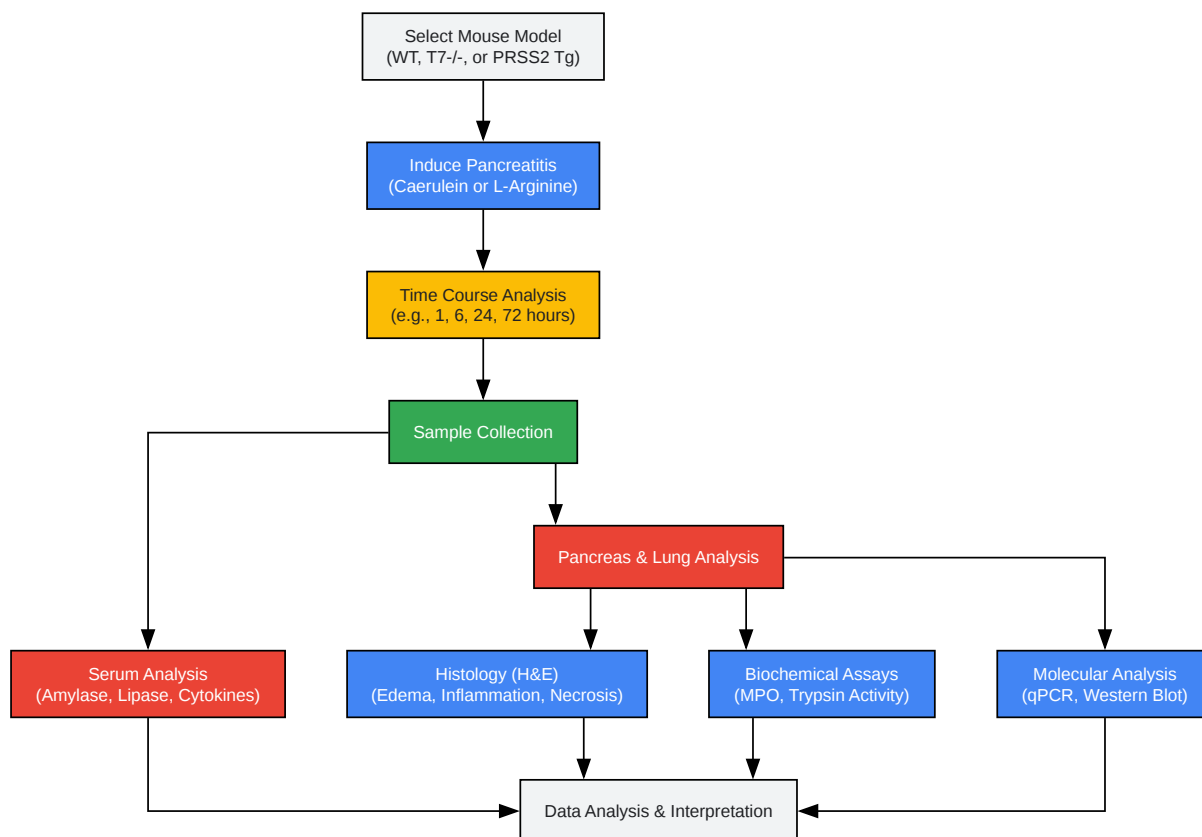 Select Mouse Model
(WT, T7-/-, or PRSS2 Tg)
Induce Pancreatitis
(Caerulein or L-Arginine)
Time Course Analysis
(e.g., 1, 6, 24, 72 hours)
Sample Collection
Pancreas & Lung Analysis
Serum Analysis
(Amylase, Lipase, Cytokines)
Histology (H&E)
(Edema, Inflammation, Necrosis)
Biochemical Assays
(MPO, Trypsin Activity)
Molecular Analysis
(qPCR, Western Blot)
Data Analysis & Interpretation